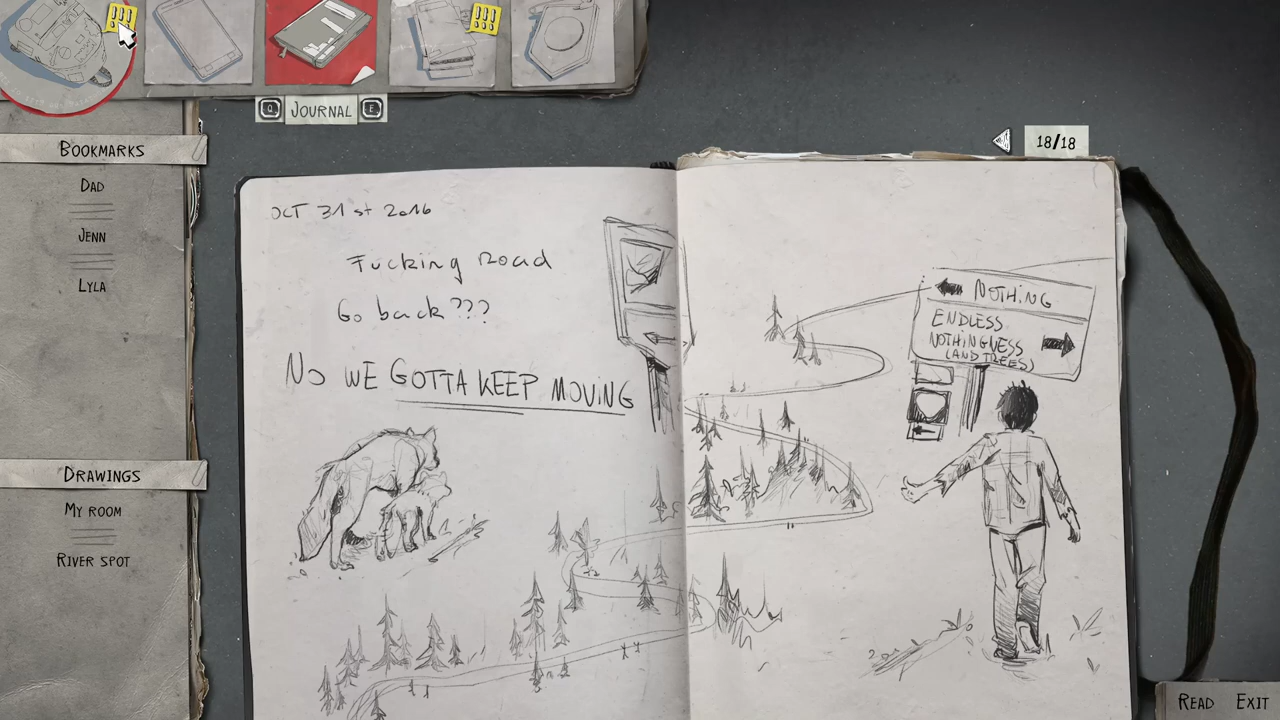 Q JOURNAL E
BOOKMARKS
DAD
JENN
LYLA
DRAWINGS
MY ROOM
RIVER SPOT
18/18
OCT 31st 2016
Fucking Road
Go back???
NO WE GOTTA KEEP MOVING
NOTHING
ENDLESS
NOTHINGNESS
(AND TREES)
READ EXIT